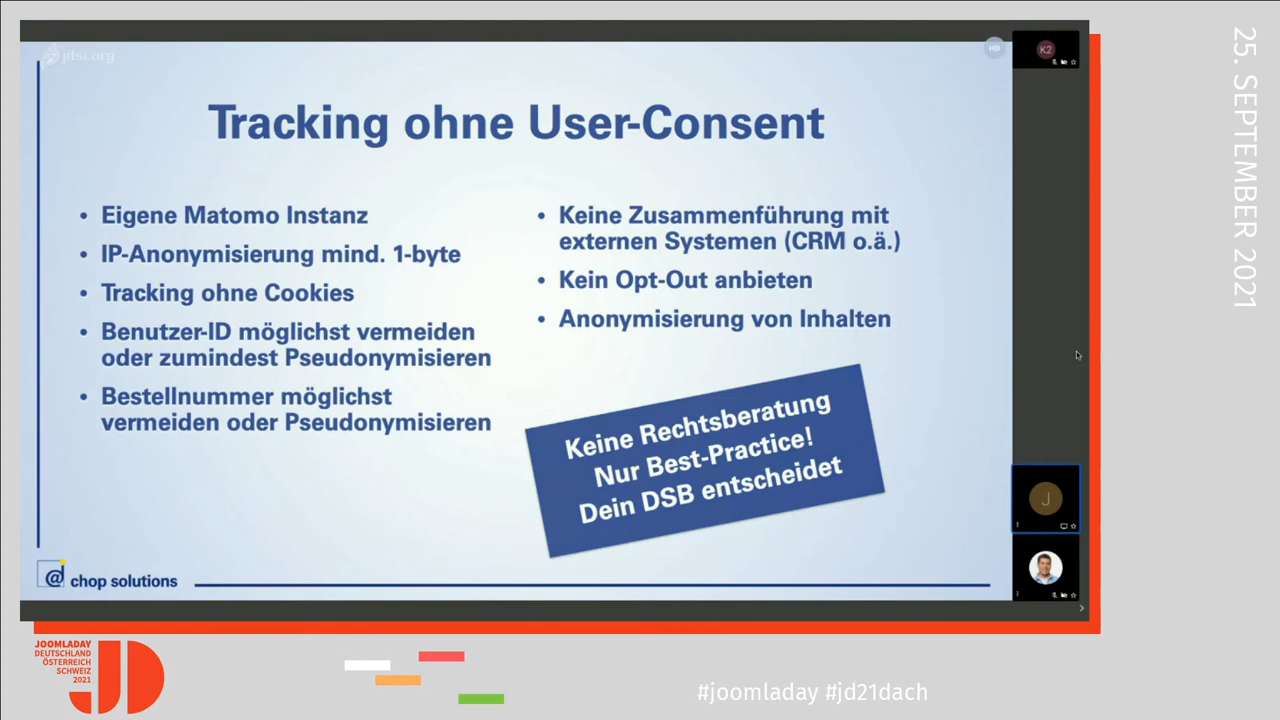 jitsi.org
HD
K2
Tracking ohne User-Consent
• Eigene Matomo Instanz
• IP-Anonymisierung mind. 1-byte
• Tracking ohne Cookies
• Benutzer-ID möglichst vermeiden
oder zumindest Pseudonymisieren
• Bestellnummer möglichst
vermeiden oder Pseudonymisieren
• Keine Zusammenführung mit
externen Systemen (CRM o.ä.)
• Kein Opt-Out anbieten
• Anonymisierung von Inhalten
Keine Rechtsberatung
Nur Best-Practice!
Dein DSB entscheidet
J
@ chop solutions
25. SEPTEMBER 2021
JOOMLADAY
DEUTSCHLAND
ÖSTERREICH
SCHWEIZ
2021
JD
#joomladay #jd21dach